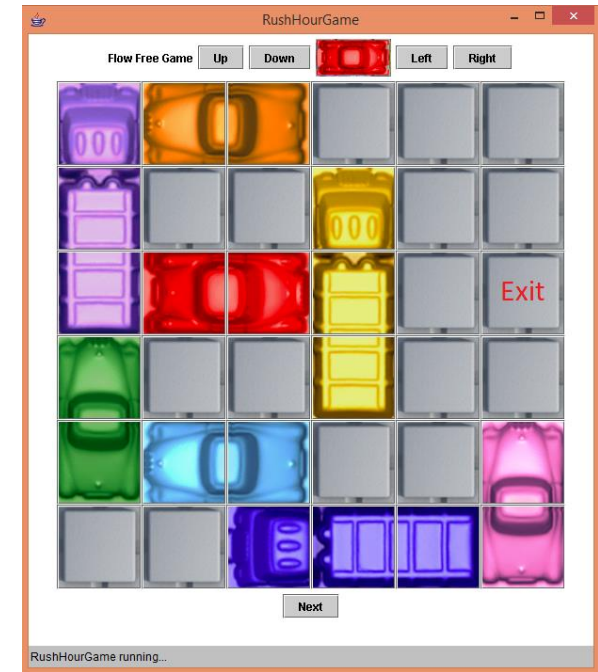 RushHourGame
Flow Free Game Up Down Left Right
Exit
Next
RushHourGame running...